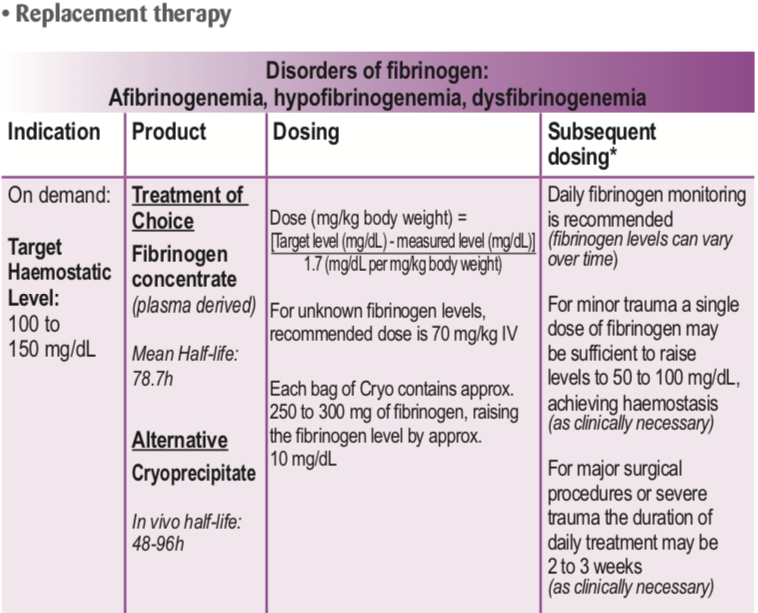 • Replacement therapy
Disorders of fibrinogen:
Afibrinogenemia, hypofibrinogenemia, dysfibrinogenemia
Indication
Product
Dosing
Subsequent
dosing*
On demand:
Target
Haemostatic
Level:
100 to
150 mg/dL
Treatment of
Choice
Fibrinogen
concentrate
(plasma derived)
Mean Half-life:
78.7h
Alternative
Cryoprecipitate
In vivo half-life:
48-96h
Dose (mg/kg body weight) =
[Target level (mg/dL) - measured level (mg/dL)]
1.7 (mg/dL per mg/kg body weight)
For unknown fibrinogen levels,
recommended dose is 70 mg/kg IV
Each bag of Cryo contains approx.
250 to 300 mg of fibrinogen, raising
the fibrinogen level by approx.
10 mg/dL
Daily fibrinogen monitoring
is recommended
(fibrinogen levels can vary
over time)
For minor trauma a single
dose of fibrinogen may
be sufficient to raise
levels to 50 to 100 mg/dL,
achieving haemostasis
(as clinically necessary)
For major surgical
procedures or severe
trauma the duration of
daily treatment may be
2 to 3 weeks
(as clinically necessary)